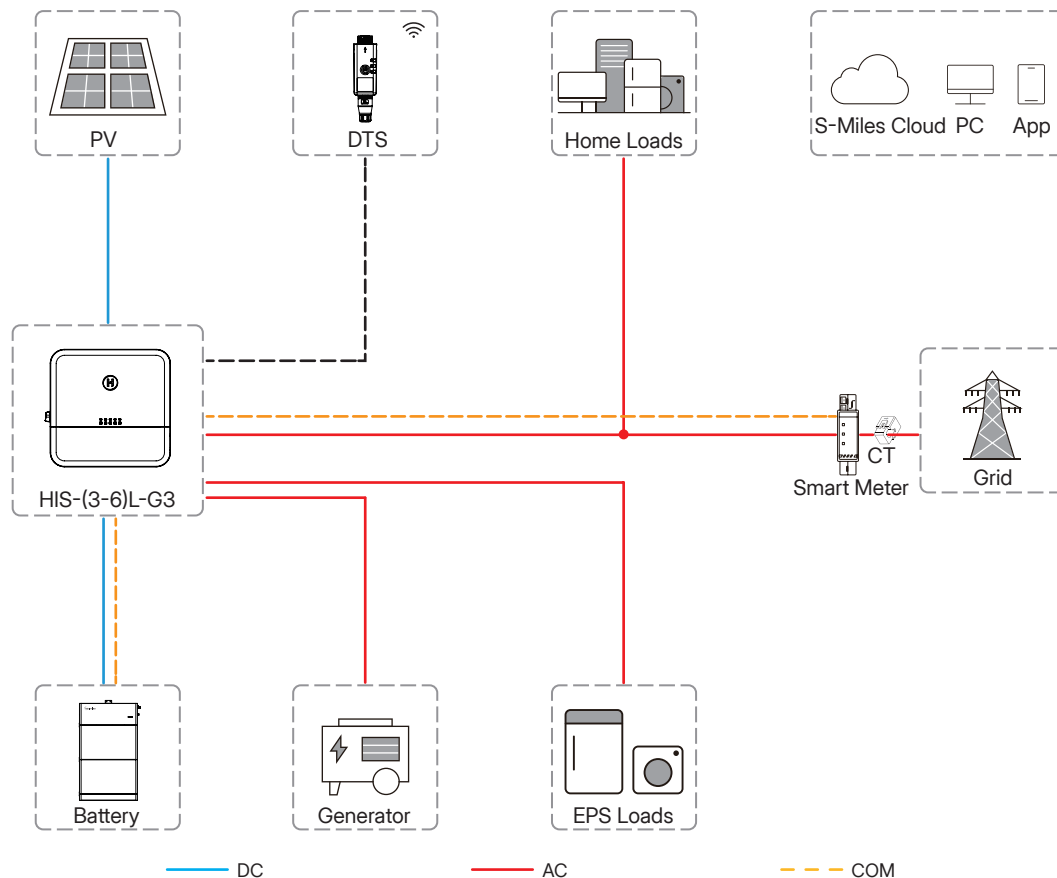 PV
DTS
Home Loads
S-Miles Cloud PC App
H
HIS-(3-6)L-G3
CT
Smart Meter
Grid
Battery
Generator
EPS Loads
DC
AC
COM